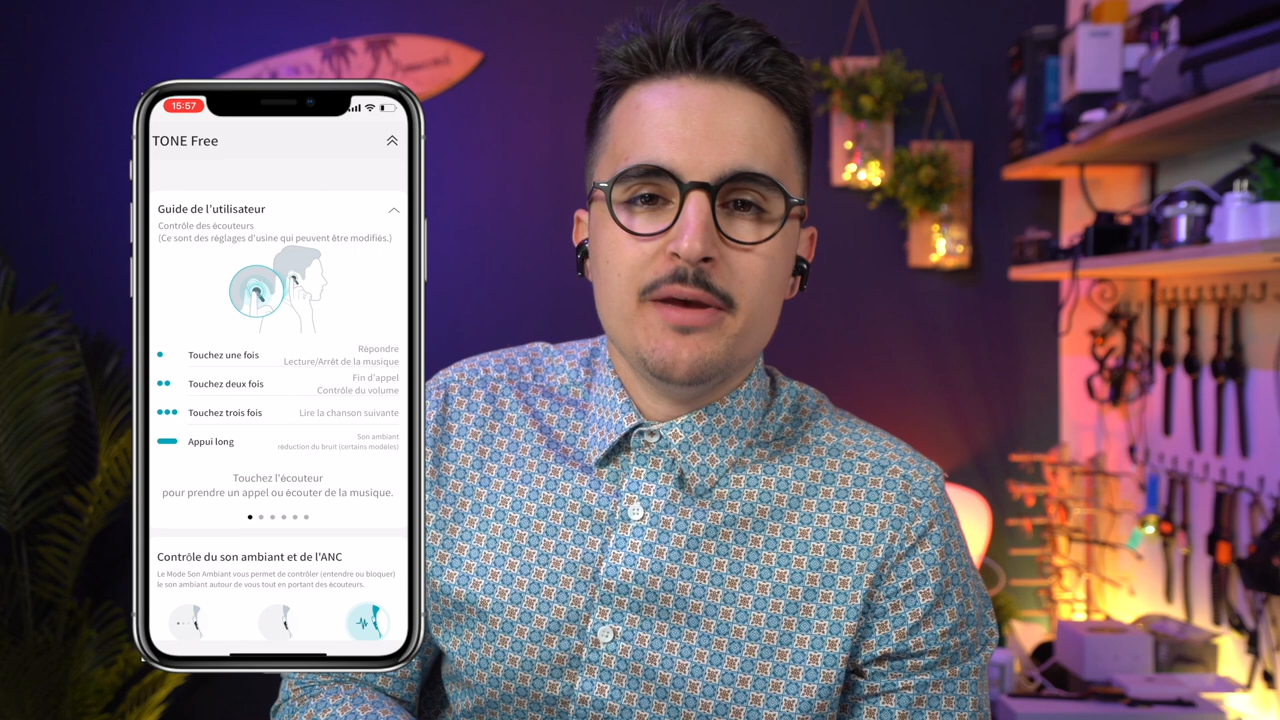 15:57
TONE Free
Guide de l'utilisateur
Contrôle des écouteurs
(Ce sont des réglages d'usine qui peuvent être modifiés.)
Touchez une fois
Répondre
Lecture/Arrêt de la musique
Touchez deux fois
Fin d'appel
Contrôle du volume
Touchez trois fois
Lire la chanson suivante
Appui long
Son ambiant
réduction du bruit (certains modèles)
Touchez l'écouteur
pour prendre un appel ou écouter de la musique.
Contrôle du son ambiant et de l'ANC
Le Mode Son Ambiant vous permet de contrôler (entendre ou bloquer)
le son ambiant autour de vous tout en portant des écouteurs.